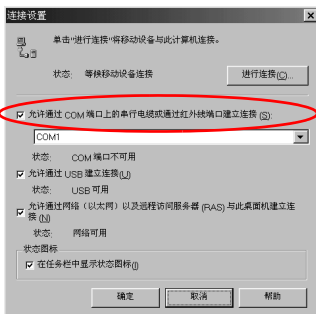 连接设置
单击"进行连接"将移动设备与此计算机连接。
状态: 等候移动设备连接
进行连接(C)...
允许通过 COM 端口上的串行电缆或通过红外线端口建立连接 (S):
COM1
状态: COM 端口不可用
允许通过 USB 建立连接(U)
状态: USB 可用
允许通过网络（以太网）以及远程访问服务器 (RAS) 与此桌面机建立连
接 (N)
状态: 网络可用
状态图标
在任务栏中显示状态图标(I)
确定 取消 帮助